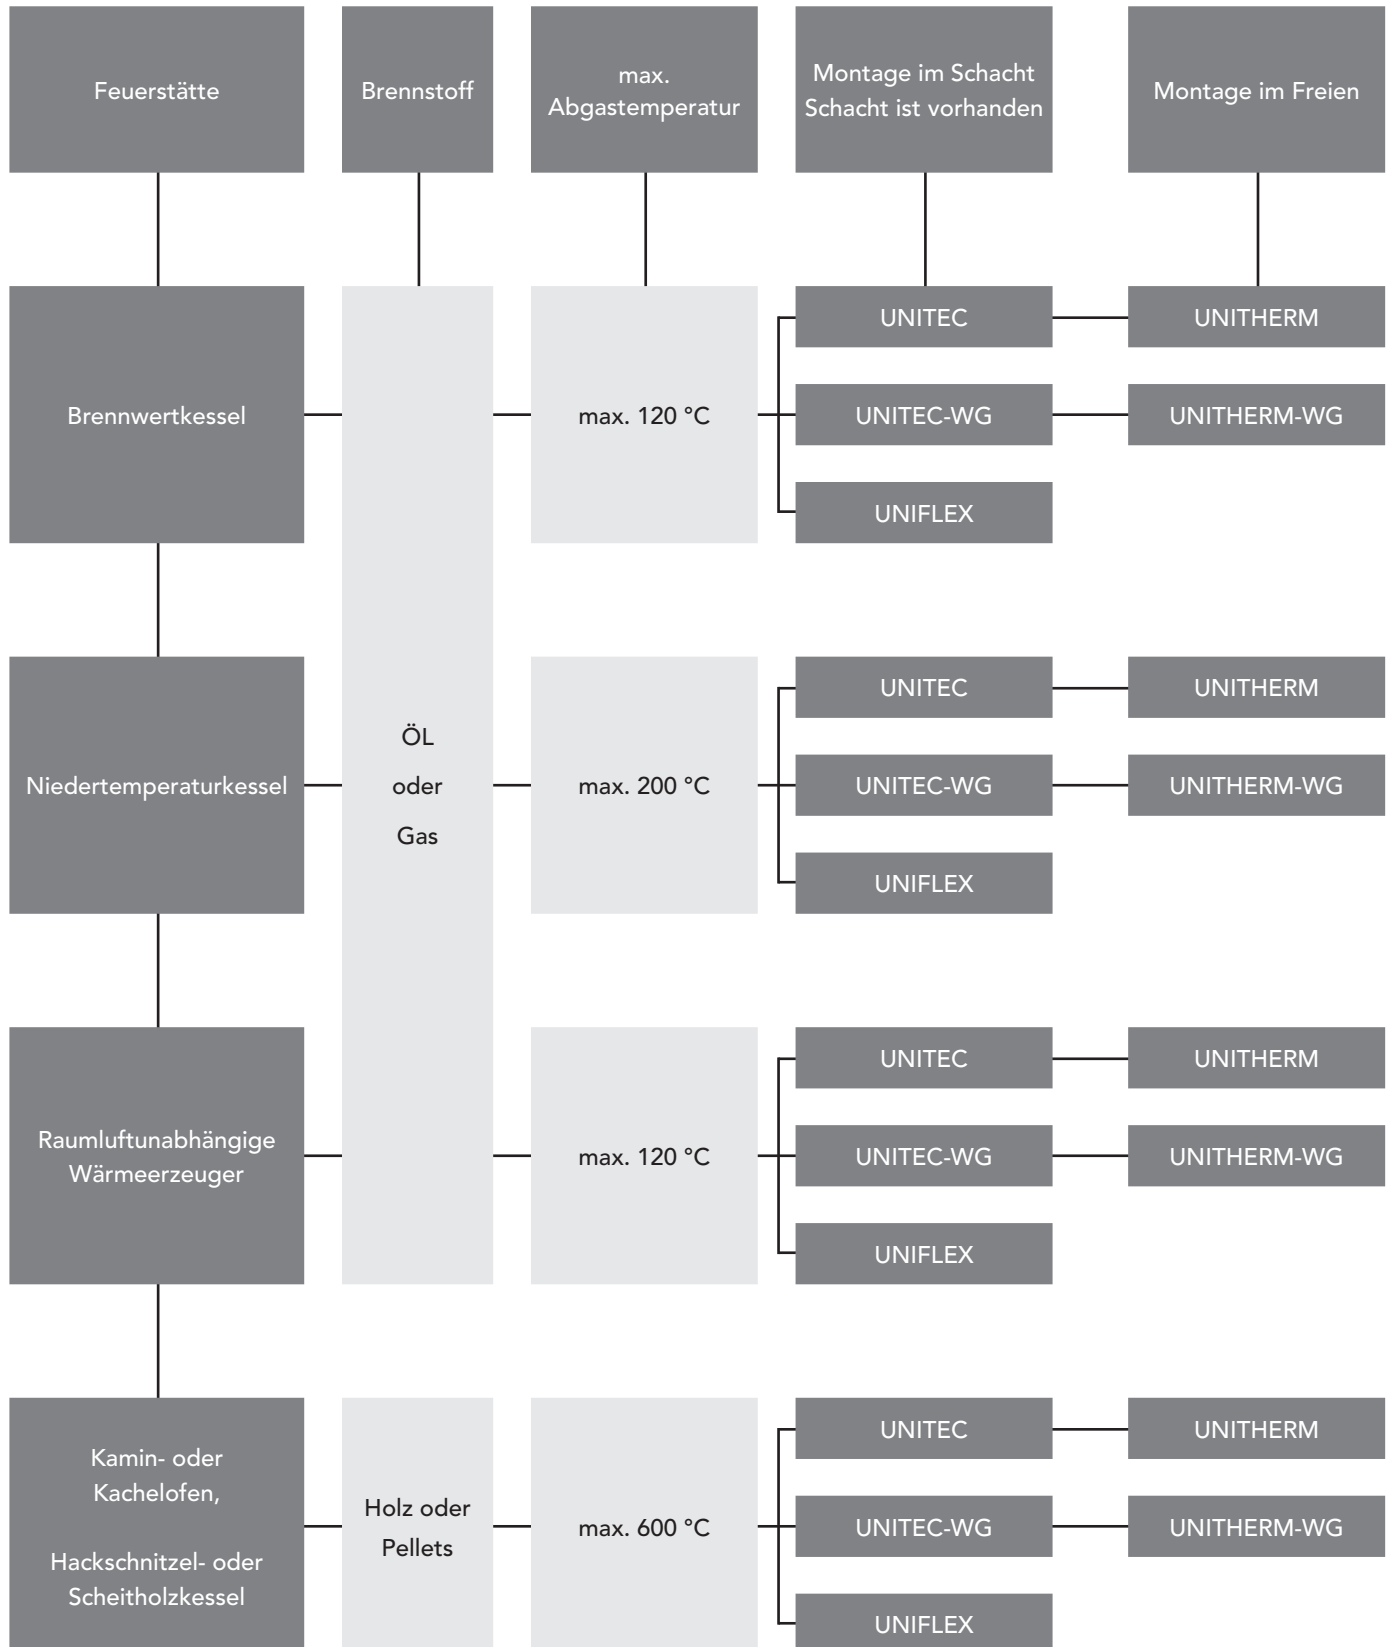 Feuerstätte
Brennstoff
max.
Abgastemperatur
Montage im Schacht
Schacht ist vorhanden
Montage im Freien
Brennwertkessel
max. 120 °C
UNITEC
UNITHERM
UNITEC-WG
UNITHERM-WG
UNIFLEX
Niedertemperaturkessel
ÖL
oder
Gas
max. 200 °C
UNITEC
UNITHERM
UNITEC-WG
UNITHERM-WG
UNIFLEX
Raumluftunabhängige
Wärmeerzeuger
max. 120 °C
UNITEC
UNITHERM
UNITEC-WG
UNITHERM-WG
UNIFLEX
Kamin- oder
Kachelofen,
Hackschnitzel- oder
Scheitholzkessel
Holz oder
Pellets
max. 600 °C
UNITEC
UNITHERM
UNITEC-WG
UNITHERM-WG
UNIFLEX